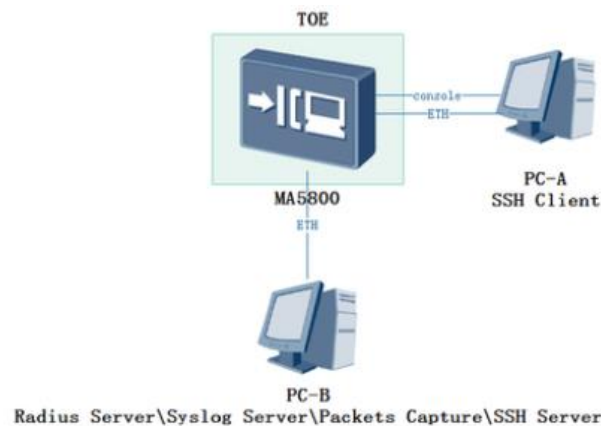 TOE
console
ETH
PC-A
SSH Client
MA5800
ETH
PC-B
Radius Server\Syslog Server\Packets Capture\SSH Server